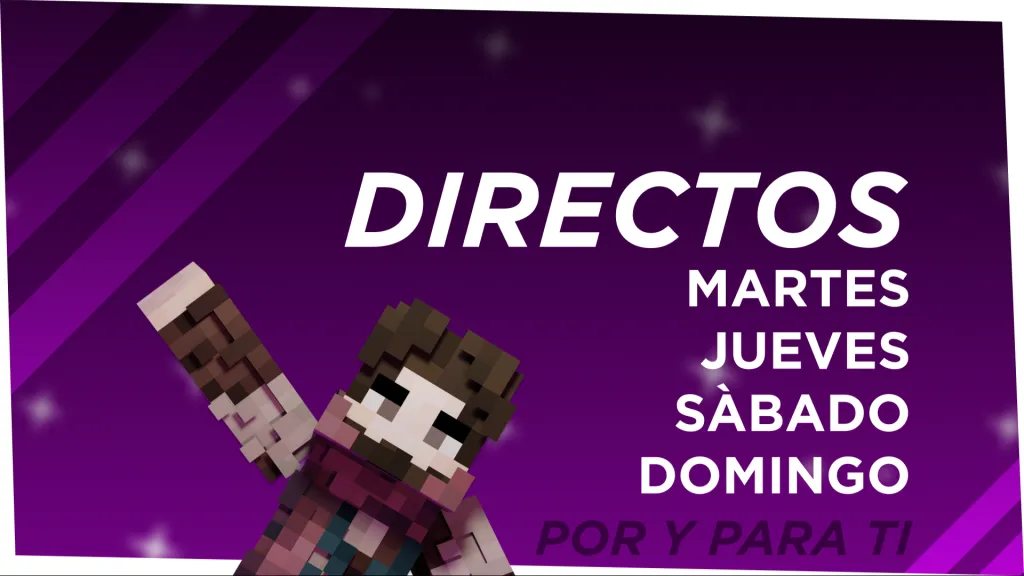 DIRECTOS
MARTES
JUEVES
SÀBADO
DOMINGO
POR Y PARA TI